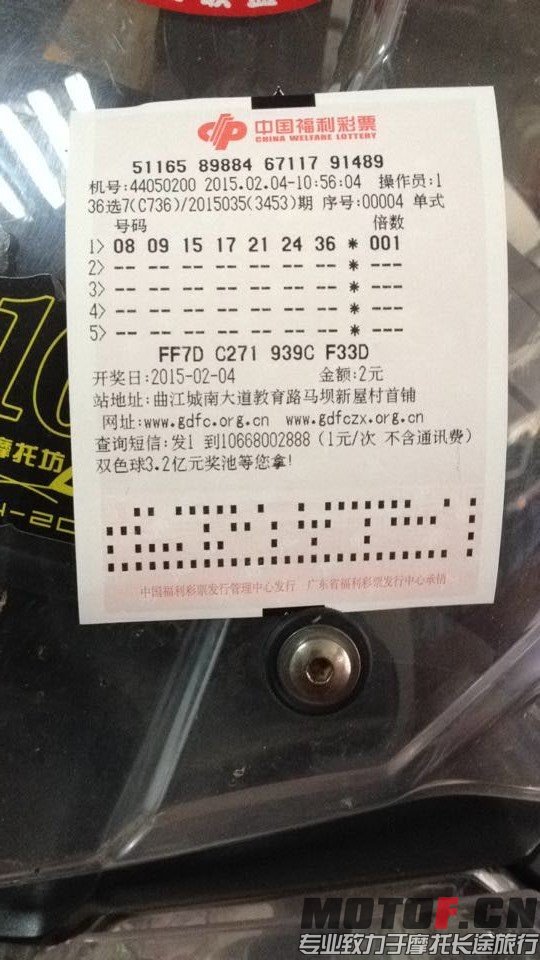 中国福利彩票
CHINA WELFARE LOTTERY
51165 89884 67117 91489
机号:44050200 2015.02.04-10:56:04 操作员:1
36选7(C736)/2015035(3453)期 序号:00004 单式
号码 倍数
1> 08 09 15 17 21 24 36 * 001
2> -- -- -- -- -- -- -- * --
3> -- -- -- -- -- -- -- * --
4> -- -- -- -- -- -- -- * --
5> -- -- -- -- -- -- -- * --
FF7D C271 939C F33D
开奖日:2015-02-04 金额:2元
站地址:曲江城南大道教育路马坝新屋村首铺
网址:www.gdfc.org.cn www.gdfczx.org.cn
查询短信:发1 到10668002888 (1元/次 不含通讯费)
双色球3.2亿元奖池等您拿!
中国福利彩票发行管理中心发行 广东省福利彩票发行中心承销
摩托坊
MOTOF.CN
专业致力于摩托长途旅行